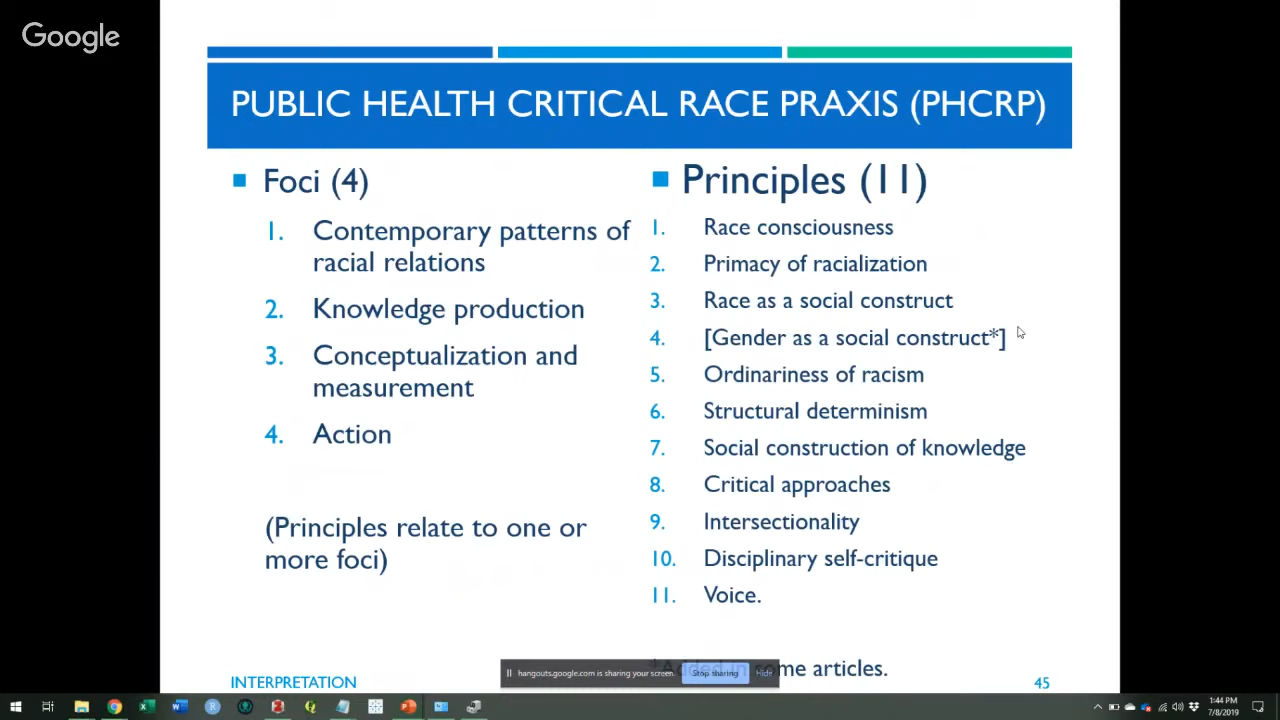 Google
PUBLIC HEALTH CRITICAL RACE PRAXIS (PHCRP)
Foci (4)
1. Contemporary patterns of
racial relations
2. Knowledge production
3. Conceptualization and
measurement
4. Action
(Principles relate to one or
more foci)
Principles (11)
1. Race consciousness
2. Primacy of racialization
3. Race as a social construct
4. [Gender as a social construct*]
5. Ordinariness of racism
6. Structural determinism
7. Social construction of knowledge
8. Critical approaches
9. Intersectionality
10. Disciplinary self-critique
11. Voice.
*Added in some articles.
hangouts.google.com is sharing your screen. Stop sharing Hide
INTERPRETATION
45
1:44 PM
7/8/2019